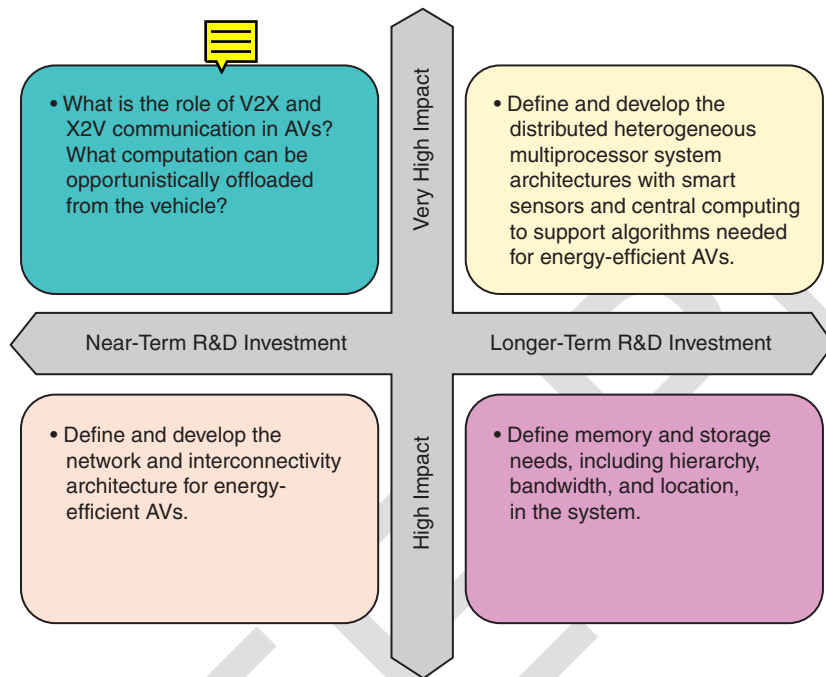 • What is the role of V2X and
X2V communication in AVs?
What computation can be
opportunistically offloaded
from the vehicle?
Very High Impact
• Define and develop the
distributed heterogeneous
multiprocessor system
architectures with smart
sensors and central computing
to support algorithms needed
for energy-efficient AVs.
Near-Term R&D Investment
Longer-Term R&D Investment
• Define and develop the
network and interconnectivity
architecture for energy-
efficient AVs.
High Impact
• Define memory and storage
needs, including hierarchy,
bandwidth, and location,
in the system.